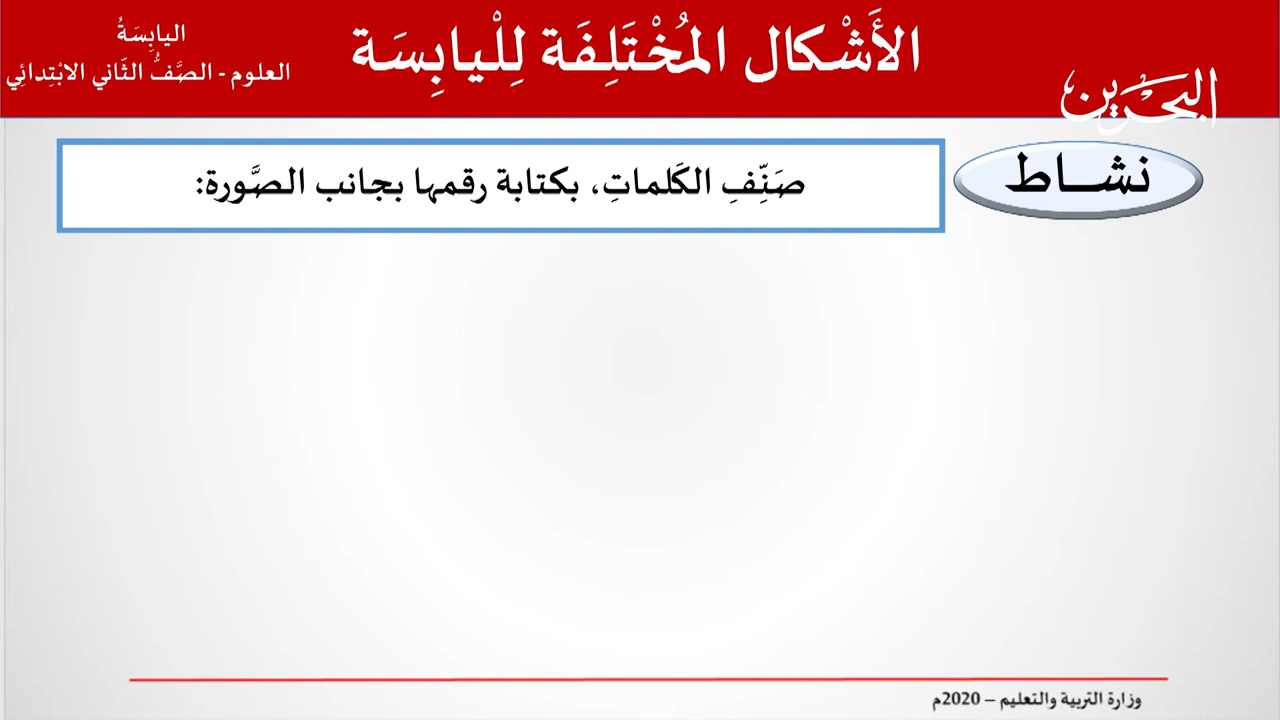 الأَشْكال المُخْتَلِفَة لِلْيابِسَة
اليابِسَةُ
العلوم - الصَّفُّ الثّاني الابْتِدائِي
البحرين
نشــاط
صَنِّفِ الكَلماتِ، بكتابة رقمها بجانب الصَّورة:
وزارة التربية والتعليم – 2020م